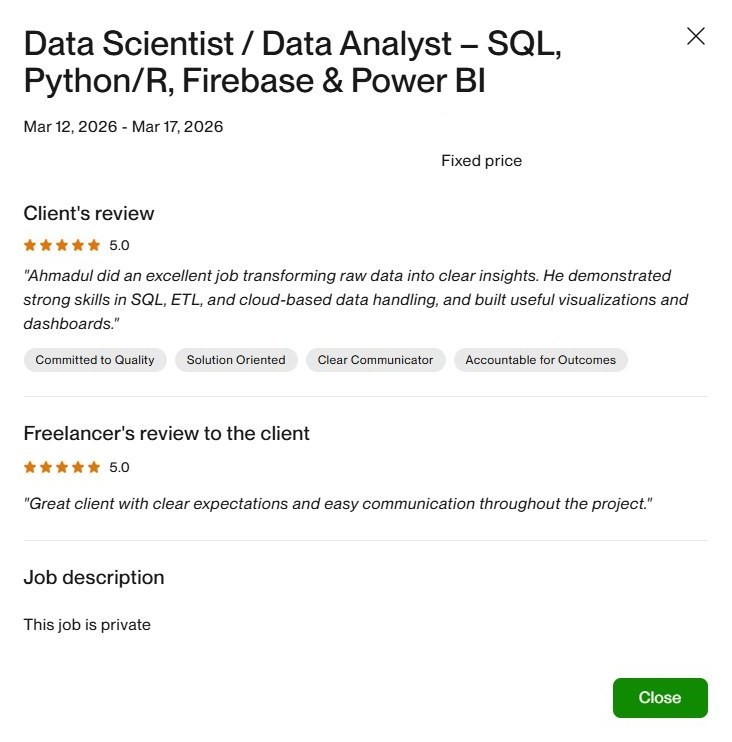 Data Scientist / Data Analyst – SQL,
Python/R, Firebase & Power BI
Mar 12, 2026 - Mar 17, 2026
Fixed price
Client's review
5.0
"Ahmadul did an excellent job transforming raw data into clear insights. He demonstrated
strong skills in SQL, ETL, and cloud-based data handling, and built useful visualizations and
dashboards."
Committed to Quality Solution Oriented Clear Communicator Accountable for Outcomes
Freelancer's review to the client
5.0
"Great client with clear expectations and easy communication throughout the project."
Job description
This job is private
Close